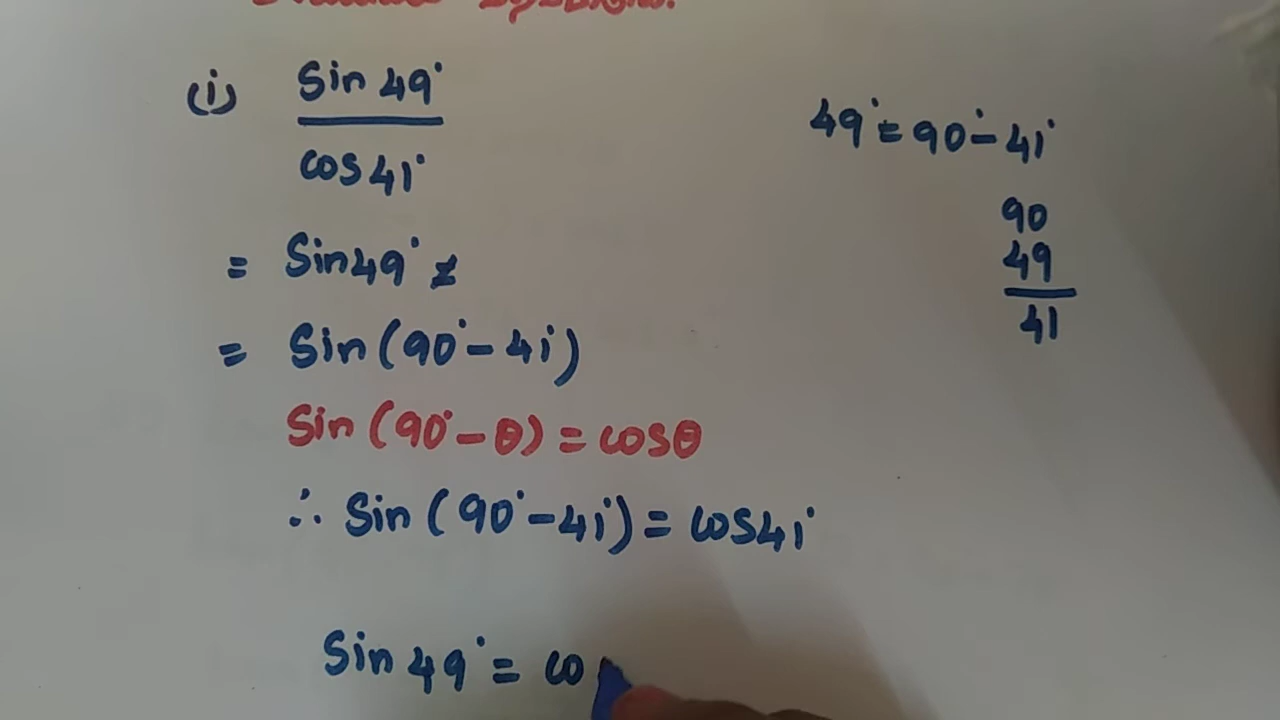 (i) Sin 49°
cos 41°
= Sin 49° =
= Sin (90° - 41°)
Sin (90° - θ) = cos θ
∴ Sin (90° - 41°) = cos 41°
Sin 49° = co
49° = 90° - 41°
90
49
41